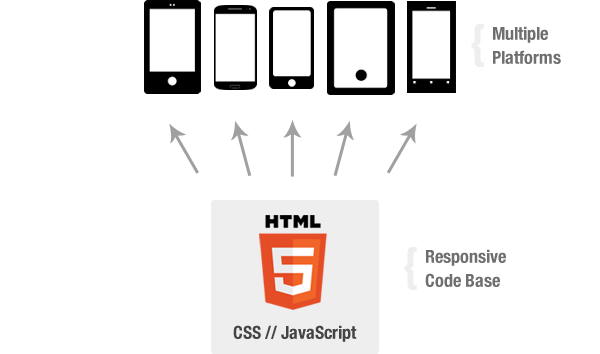 Multiple
Platforms
HTML
5
Responsive
Code Base
CSS // JavaScript